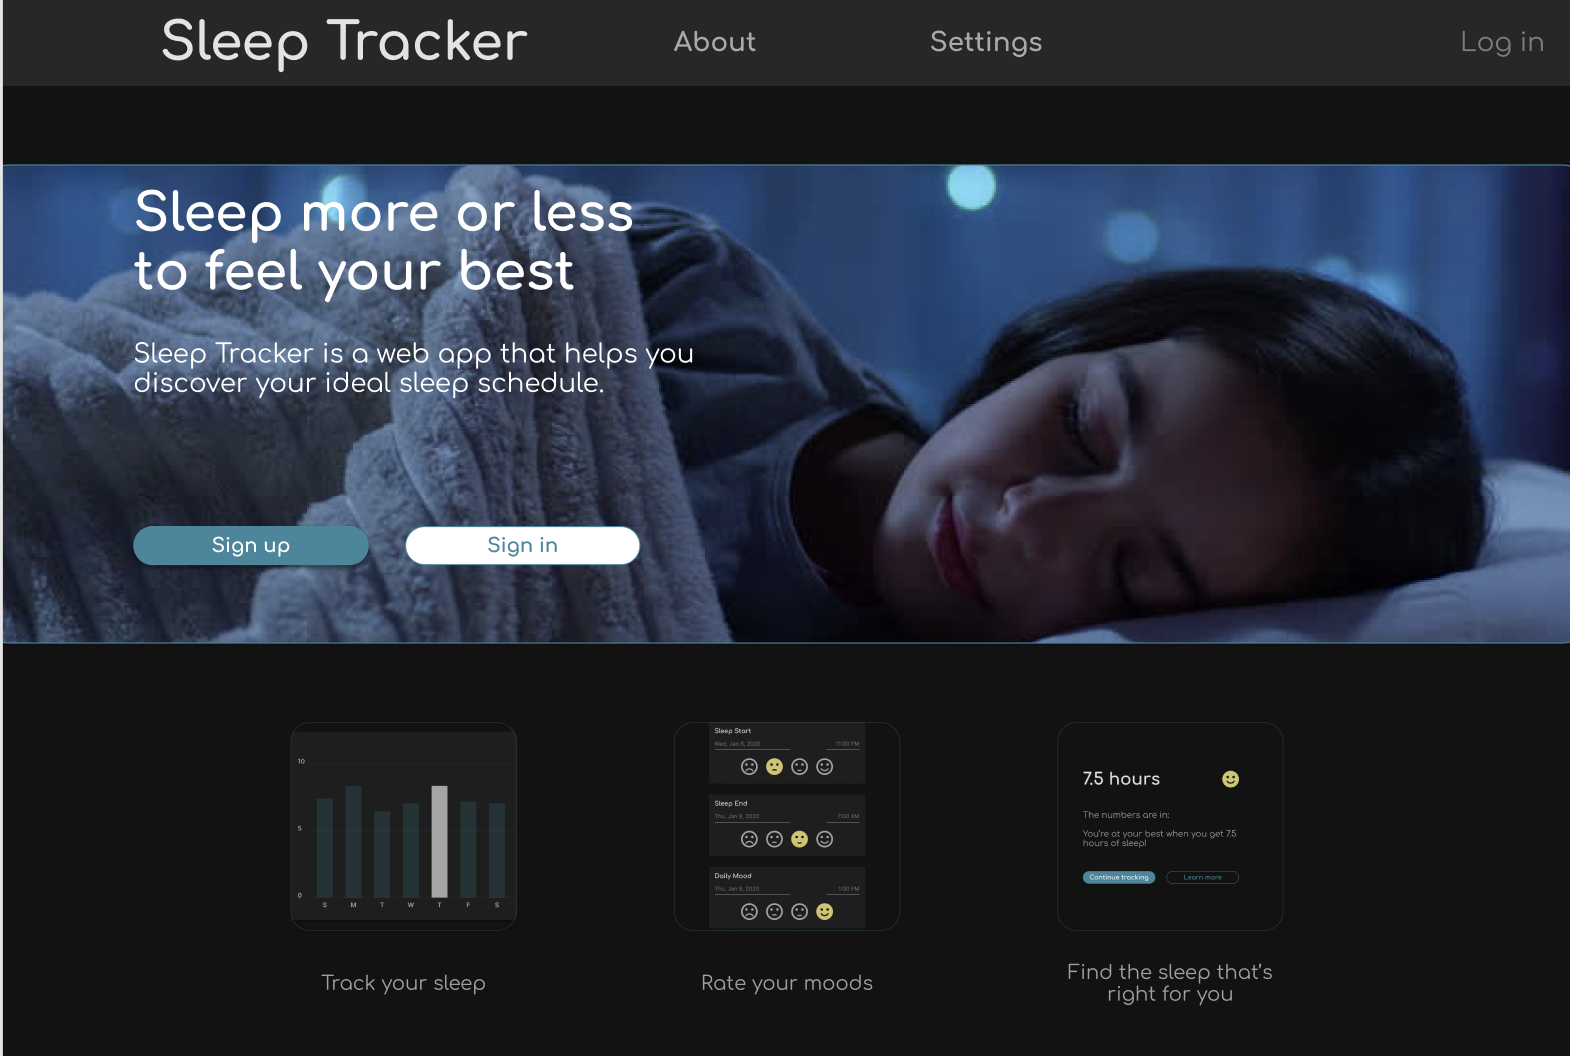 Sleep Tracker
About
Settings
Log in
Sleep more or less
to feel your best
Sleep Tracker is a web app that helps you
discover your ideal sleep schedule.
Sign up
Sign in
10
5
0
S M T W T F S
Track your sleep
Sleep Start
Wed, Jan 8, 2020
11:00 PM
Sleep End
Thu, Jan 9, 2020
7:00 AM
Daily Mood
Thu, Jan 9, 2020
1:00 PM
Rate your moods
7.5 hours
The numbers are in:
You're at your best when you get 7.5
hours of sleep!
Continue tracking
Learn more
Find the sleep that's
right for you